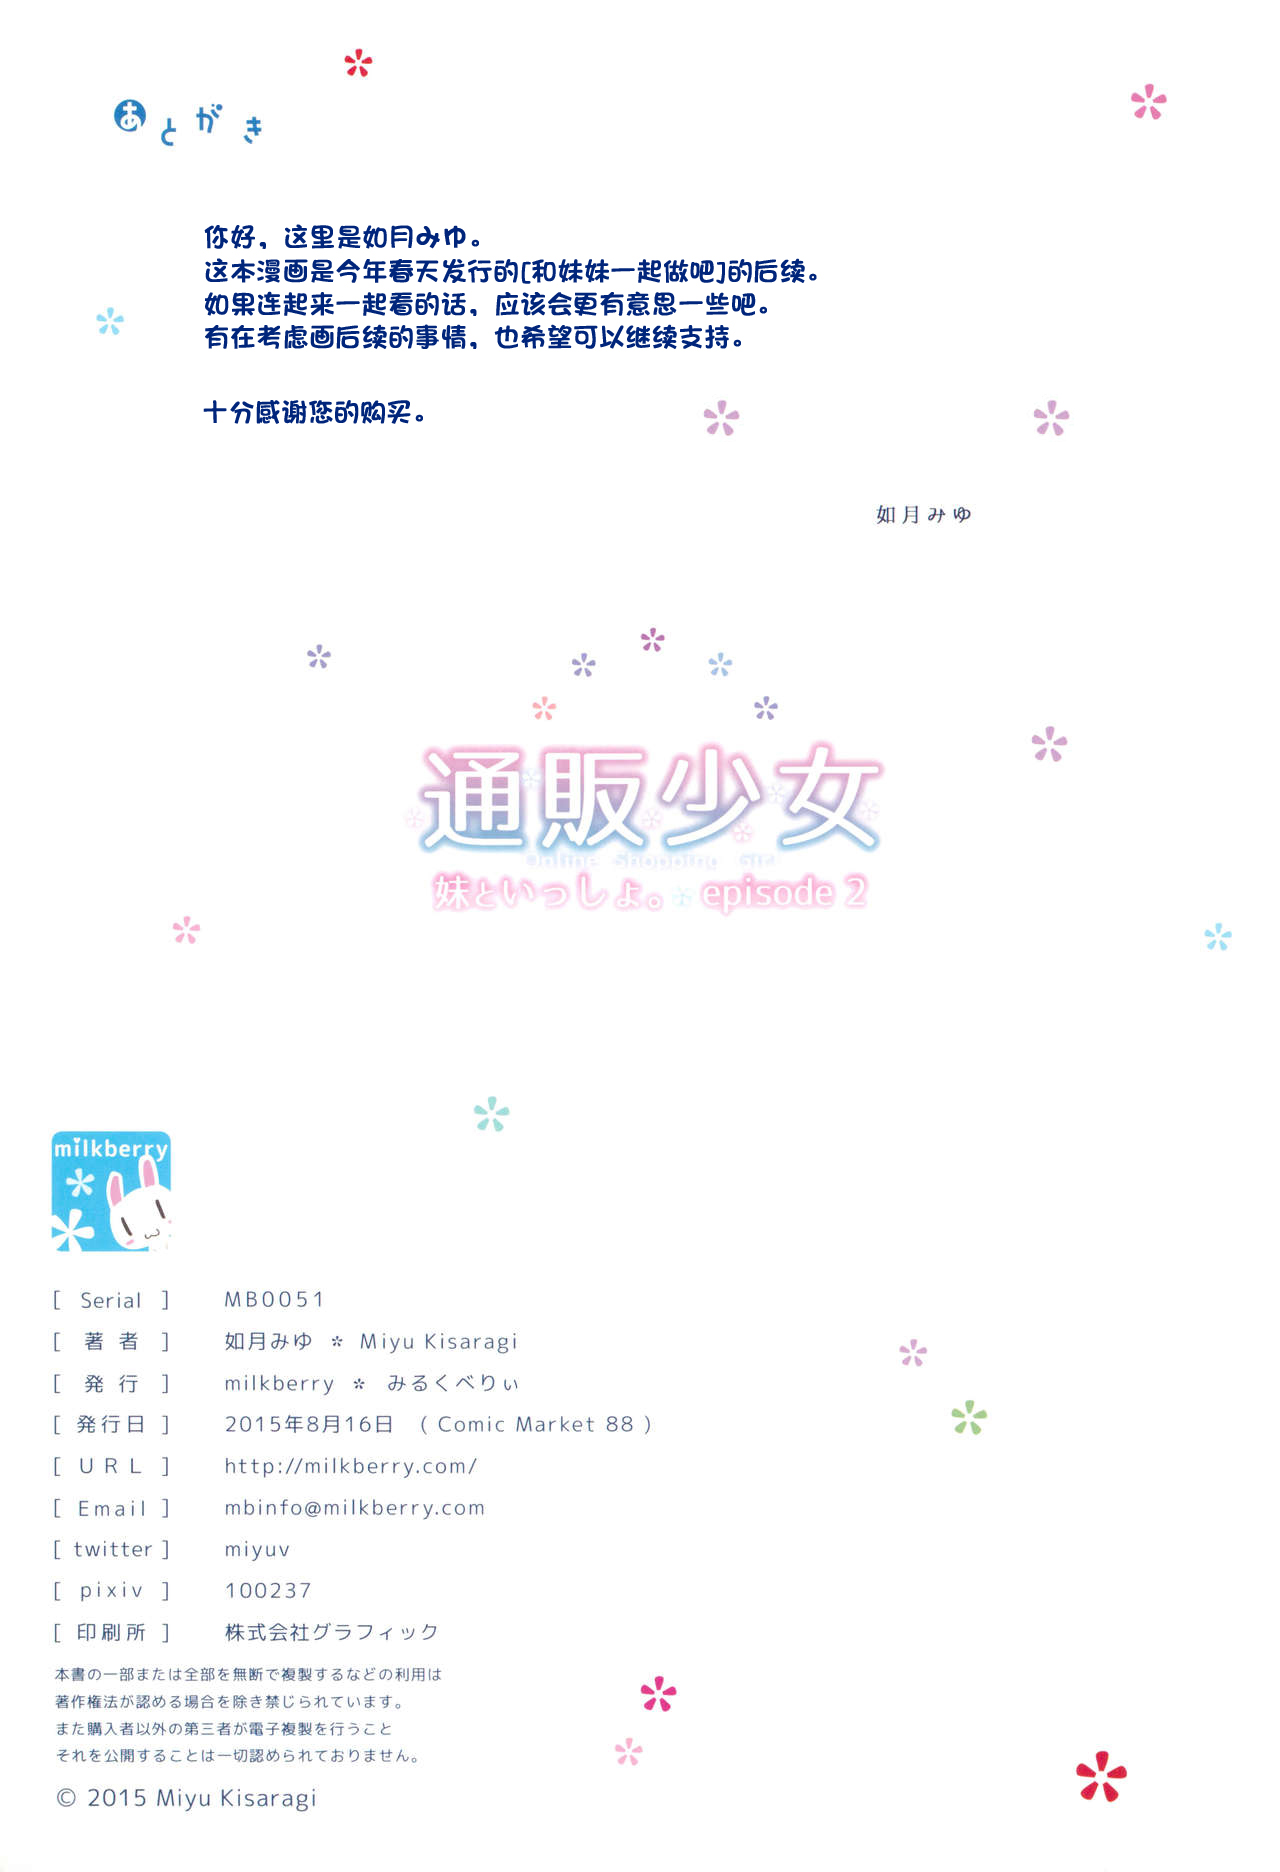 あとがき
你好，这里是如月みゆ。
这本漫画是今年春天发行的[和妹妹一起做吧]的后续。
如果连起来一起看的话，应该会更有意思一些吧。
有在考虑画后续的事情，也希望可以继续支持。
十分感谢您的购买。
如月みゆ
通販少女
Online Shopping Girl
妹といっしょ。 episode 2
milkberry
[ Serial ] MB0051
[ 著者 ] 如月みゆ ✲ Miyu Kisaragi
[ 発行 ] milkberry ✲ みるくべりぃ
[ 発行日 ] 2015年8月16日 ( Comic Market 88 )
[ URL ] http://milkberry.com/
[ Email ] mbinfo@milkberry.com
[ twitter ] miyuv
[ pixiv ] 100237
[ 印刷所 ] 株式会社グラフィック
本書の一部または全部を無断で複製するなどの利用は
著作権法が認める場合を除き禁じられています。
また購入者以外の第三者が電子複製を行うこと
それを公開することは一切認められておりません。
© 2015 Miyu Kisaragi